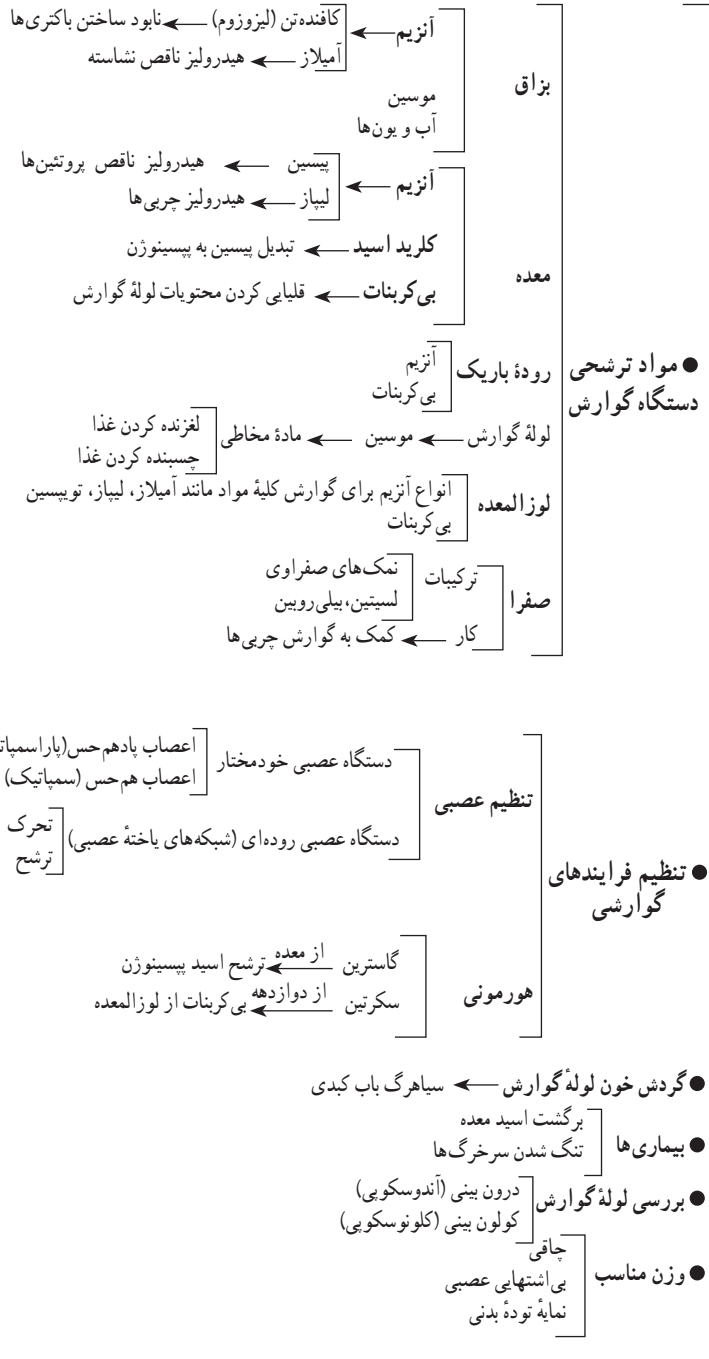 ● مواد ترشحی
دستگاه گوارش
بزاق
آنزیم
کافنده‌تن (لیزوزوم) ← نابود ساختن باکتری‌ها
آمیلاز ← هیدرولیز ناقص نشاسته
موسین
آب و یون‌ها
معده
آنزیم ←
پپسین ← هیدرولیز ناقص پروتئین‌ها
لیپاز ← هیدرولیز چربی‌ها
کلرید اسید ← تبدیل پپسین به پپسینوژن
بی‌کربنات ← قلیایی کردن محتویات لولهٔ گوارش
رودهٔ باریک
آنزیم
بی‌کربنات
لولهٔ گوارش ← موسین ← مادهٔ مخاطی
لغزنده کردن غذا
چسبنده کردن غذا
لوزالمعده
انواع آنزیم برای گوارش کلیهٔ مواد مانند آمیلاز، لیپاز، تویپسین
بی‌کربنات
صفرا
ترکیبات
نمک‌های صفراوی
لسیتین،بیلی‌روبین
کار ← کمک به گوارش چربی‌ها
● تنظیم فرایندهای
گوارشی
تنظیم عصبی
دستگاه عصبی خودمختار
اعصاب پادهم‌حس(پاراسمپات
اعصاب هم‌حس (سمپاتیک)
دستگاه عصبی روده‌ای (شبکه‌های یاختهٔ عصبی)
تحرک
ترشح
هورمونی
گاسترین از معده ← ترشح اسید پپسینوژن
سکرتین از دوازدهه ← بی‌کربنات از لوزالمعده
● گردش خون لولهٔ گوارش ← سیاهرگ باب کبدی
● بیماری‌ها
برگشت اسید معده
تنگ شدن سرخرگ‌ها
● بررسی لولهٔ گوارش
درون بینی (آندوسکوپی)
کولون بینی (کلونوسکوپی)
● وزن مناسب
چاقی
بی‌اشتهایی عصبی
نمایهٔ تودهٔ بدنی